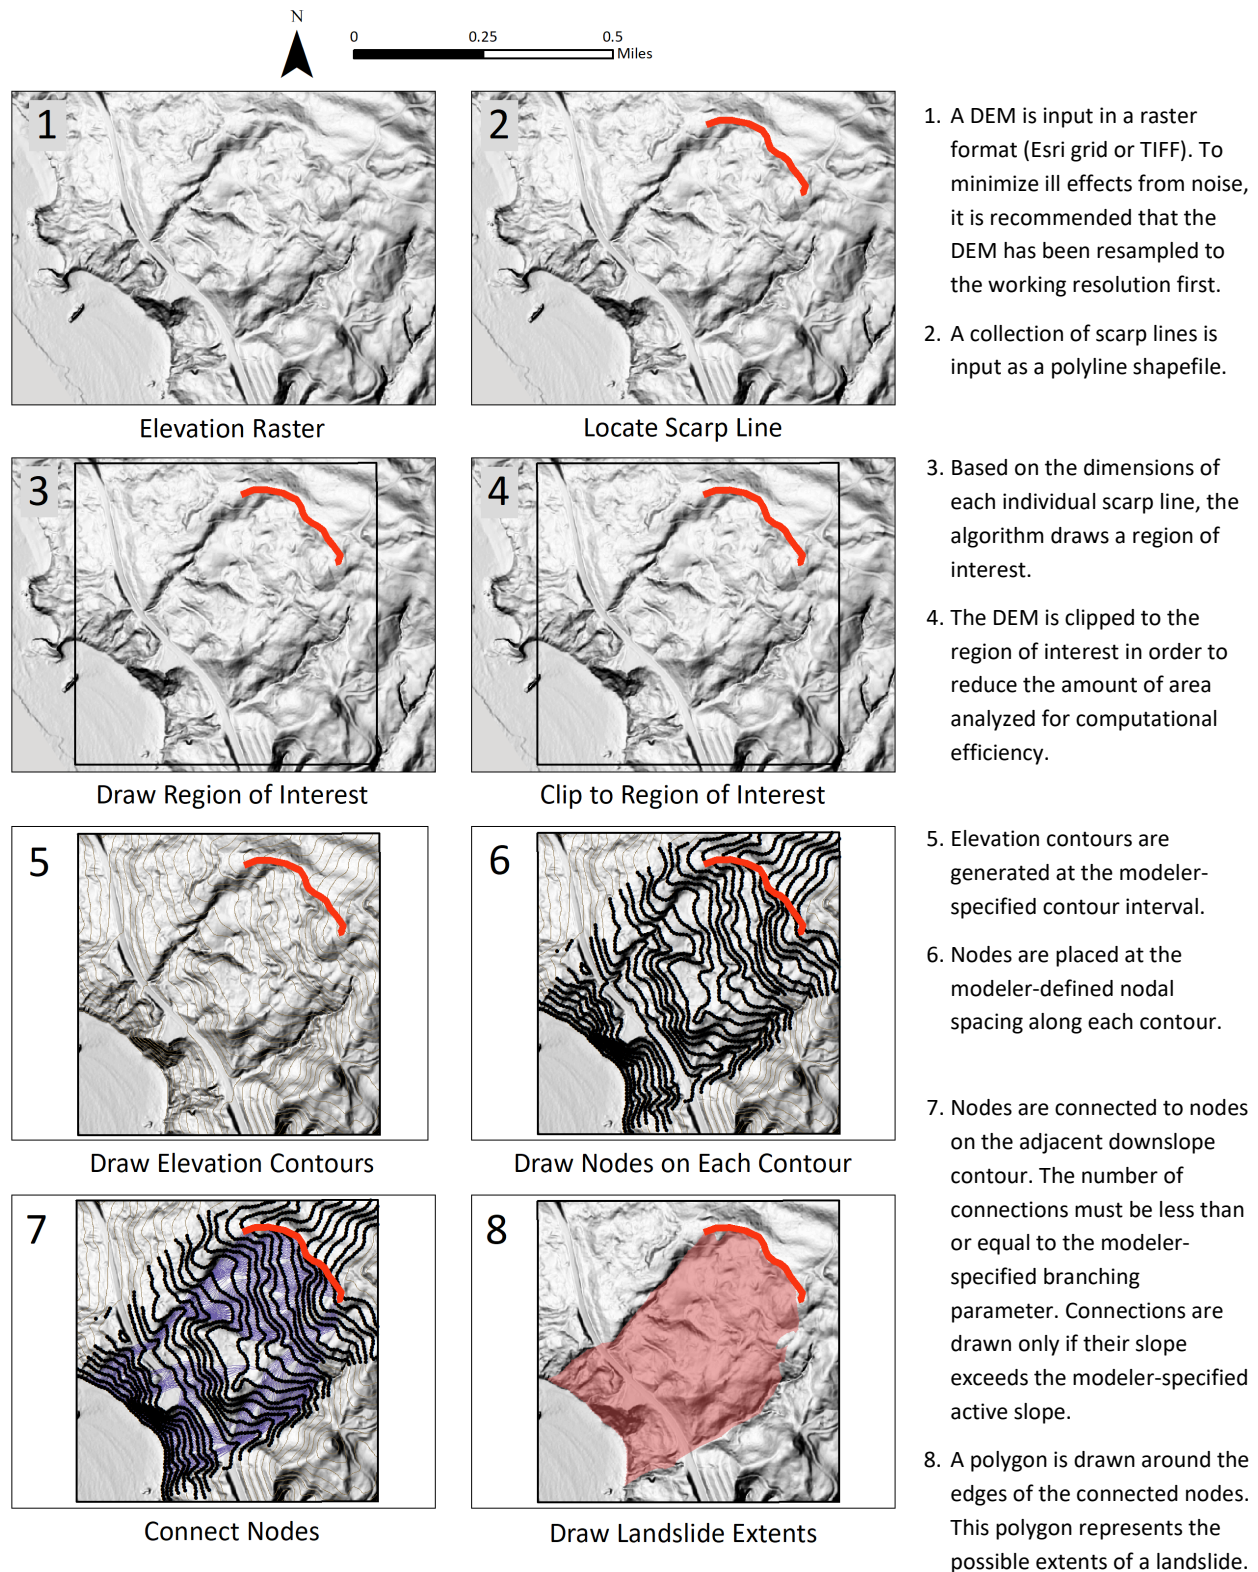 N
0 0.25 0.5
Miles
1
2
Elevation Raster
Locate Scarp Line
1. A DEM is input in a raster
format (Esri grid or TIFF). To
minimize ill effects from noise,
it is recommended that the
DEM has been resampled to
the working resolution first.
2. A collection of scarp lines is
input as a polyline shapefile.
3
4
Draw Region of Interest
Clip to Region of Interest
3. Based on the dimensions of
each individual scarp line, the
algorithm draws a region of
interest.
4. The DEM is clipped to the
region of interest in order to
reduce the amount of area
analyzed for computational
efficiency.
5
6
Draw Elevation Contours
Draw Nodes on Each Contour
5. Elevation contours are
generated at the modeler-
specified contour interval.
6. Nodes are placed at the
modeler-defined nodal
spacing along each contour.
7
8
Connect Nodes
Draw Landslide Extents
7. Nodes are connected to nodes
on the adjacent downslope
contour. The number of
connections must be less than
or equal to the modeler-
specified branching
parameter. Connections are
drawn only if their slope
exceeds the modeler-specified
active slope.
8. A polygon is drawn around the
edges of the connected nodes.
This polygon represents the
possible extents of a landslide.